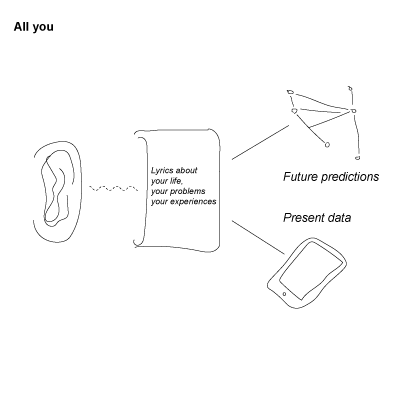 All you
Lyrics about
your life,
your problems
your experiences
Future predictions
Present data